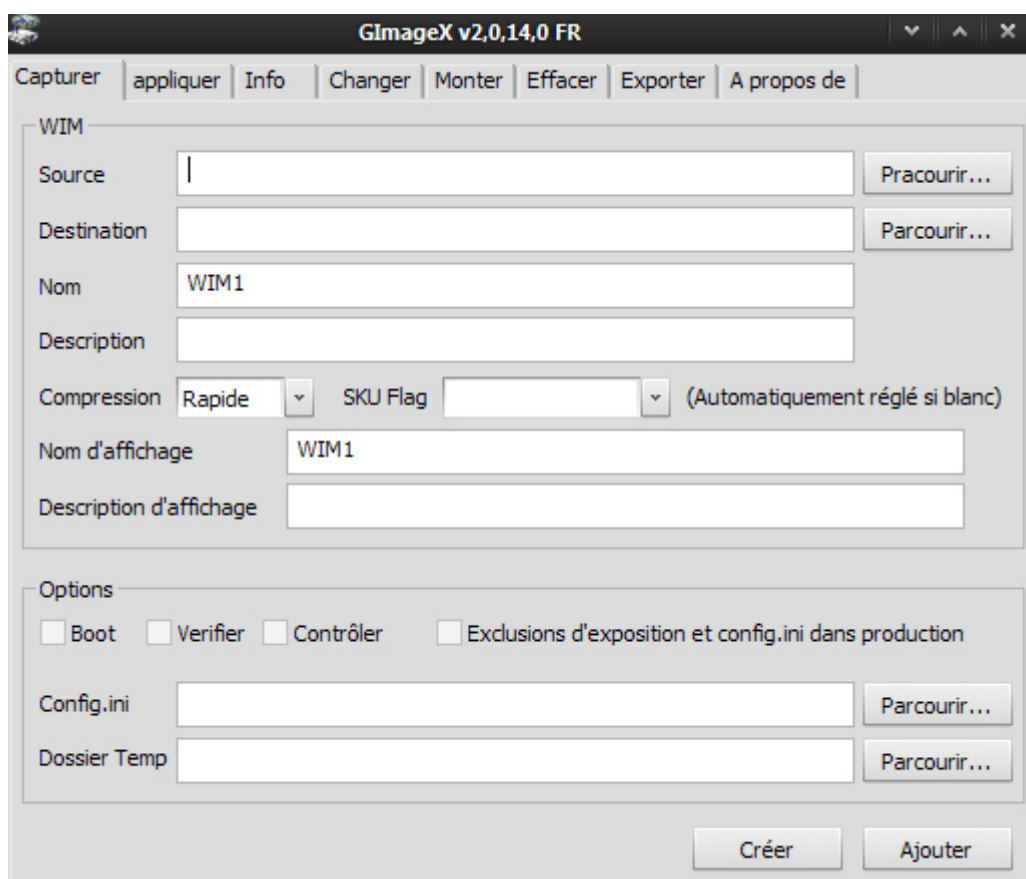 GImageX v2,0,14,0 FR
Capturer appliquer Info Changer Monter Effacer Exporter A propos de
WIM
Source Pracourir...
Destination Parcourir...
Nom WIM1
Description
Compression Rapide SKU Flag (Automatiquement réglé si blanc)
Nom d'affichage WIM1
Description d'affichage
Options
Boot Verifier Contrôler Exclusions d'exposition et config.ini dans production
Config.ini Parcourir...
Dossier Temp Parcourir...
Créer Ajouter